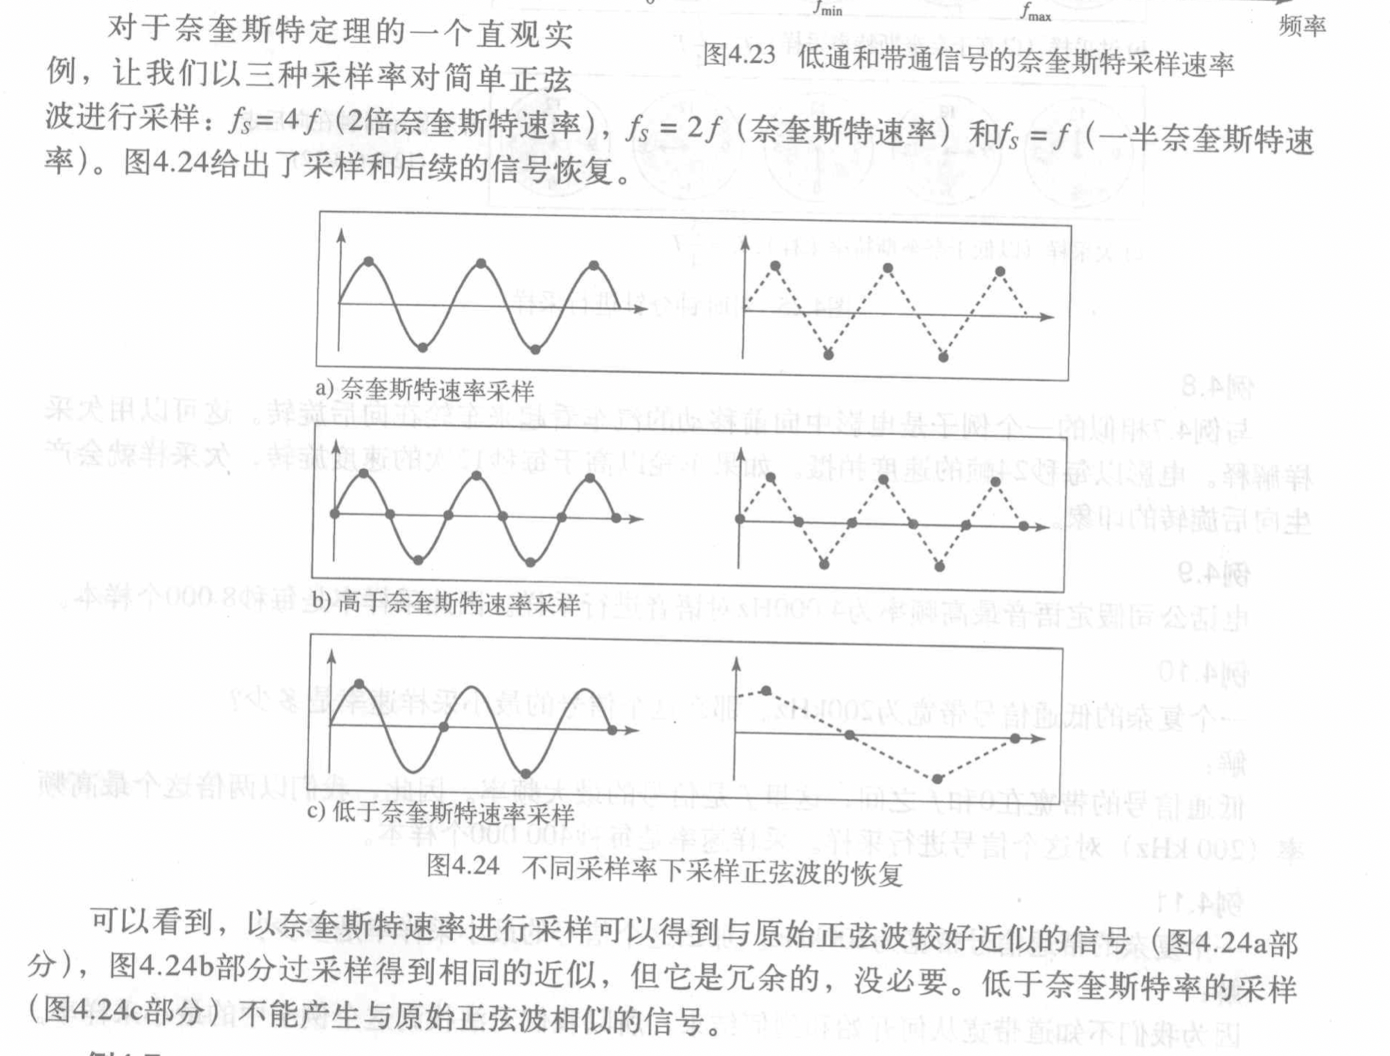 0
fmin
fmax
频率
图4.23 低通和带通信号的奈奎斯特采样速率
对于奈奎斯特定理的一个直观实
例，让我们以三种采样率对简单正弦
波进行采样：fS = 4f（2倍奈奎斯特速率），fS = 2f（奈奎斯特速率）和fS = f（一半奈奎斯特速
率）。图4.24给出了采样和后续的信号恢复。
a) 奈奎斯特速率采样
b) 高于奈奎斯特速率采样
c) 低于奈奎斯特速率采样
图4.24 不同采样率下采样正弦波的恢复
可以看到，以奈奎斯特速率进行采样可以得到与原始正弦波较好近似的信号（图4.24a部
分），图4.24b部分过采样得到相同的近似，但它是冗余的，没必要。低于奈奎斯特率的采样
（图4.24c部分）不能产生与原始正弦波相似的信号。